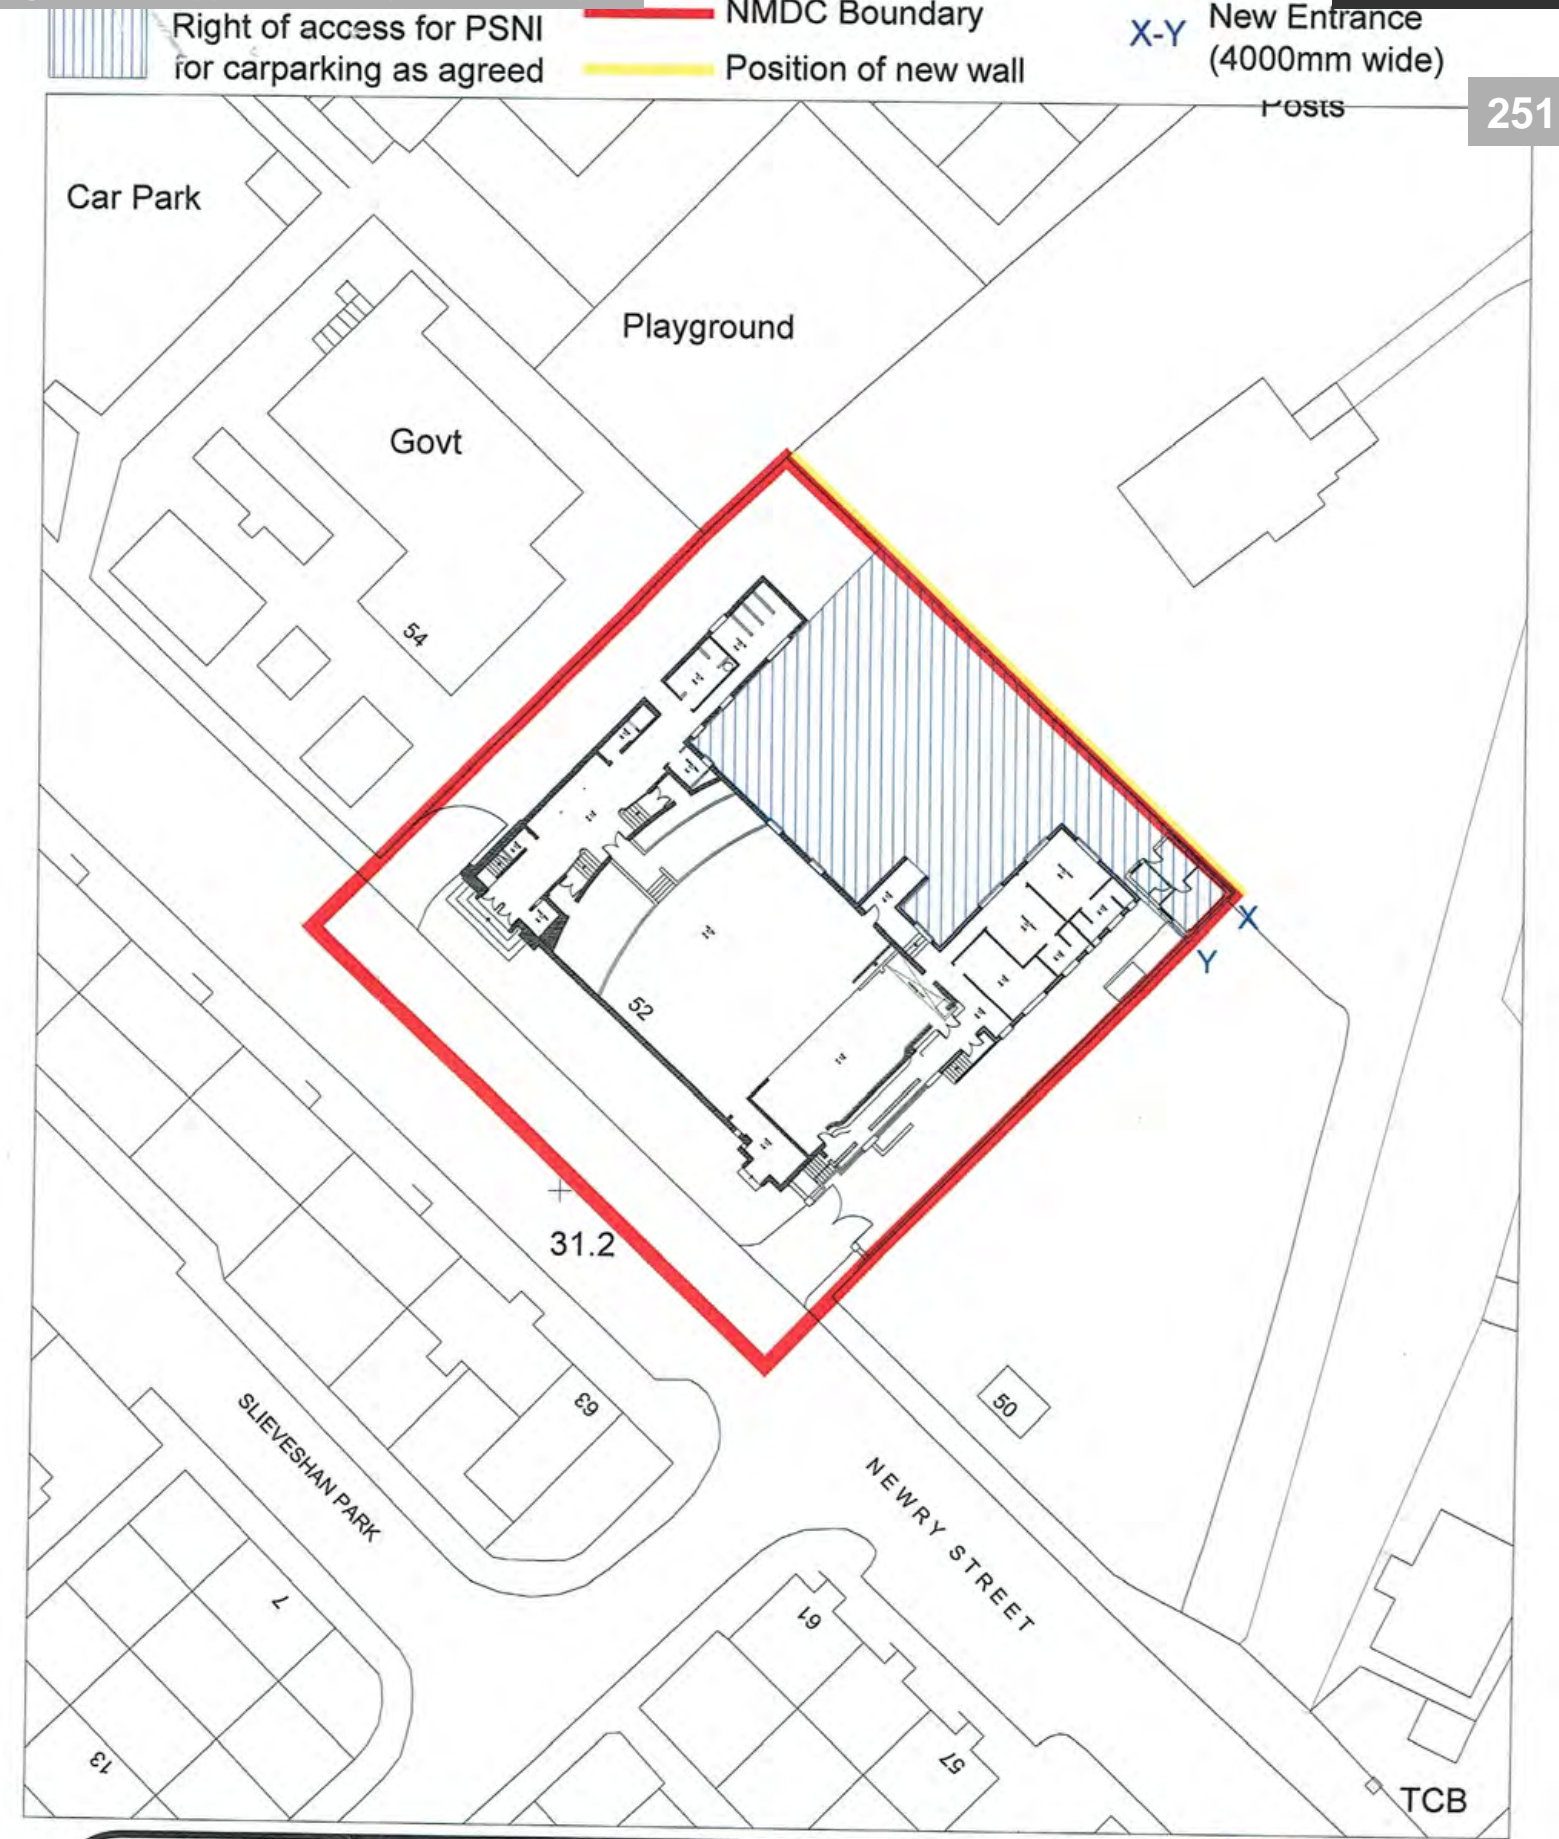 Right of access for PSNI
for carparking as agreed
NMDC Boundary
Position of new wall
X-Y
New Entrance
(4000mm wide)
Posts
251
Car Park
Playground
Govt
54
X
Y
52
31.2
63
50
SLIEVESHAN PARK
NEWRY STREET
7
61
13
57
TCB